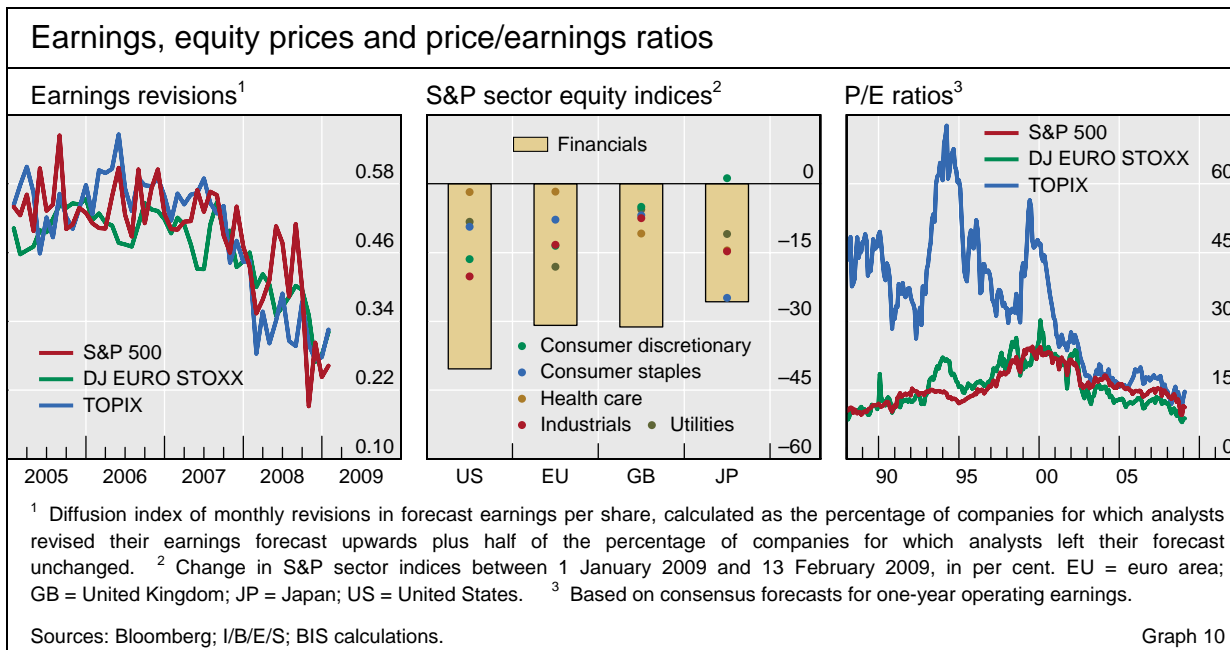 Earnings, equity prices and price/earnings ratios
Earnings revisions1
0.58
0.46
0.34
0.22
0.10
S&P 500
DJ EURO STOXX
TOPIX
2005 2006 2007 2008 2009
S&P sector equity indices2
Financials
0
–15
–30
–45
–60
Consumer discretionary
Consumer staples
Health care
Industrials Utilities
US EU GB JP
P/E ratios3
S&P 500
DJ EURO STOXX
TOPIX
60
45
30
15
0
90 95 00 05
1 Diffusion index of monthly revisions in forecast earnings per share, calculated as the percentage of companies for which analysts
revised their earnings forecast upwards plus half of the percentage of companies for which analysts left their forecast
unchanged. 2 Change in S&P sector indices between 1 January 2009 and 13 February 2009, in per cent. EU = euro area;
GB = United Kingdom; JP = Japan; US = United States. 3 Based on consensus forecasts for one-year operating earnings.
Sources: Bloomberg; I/B/E/S; BIS calculations. Graph 10